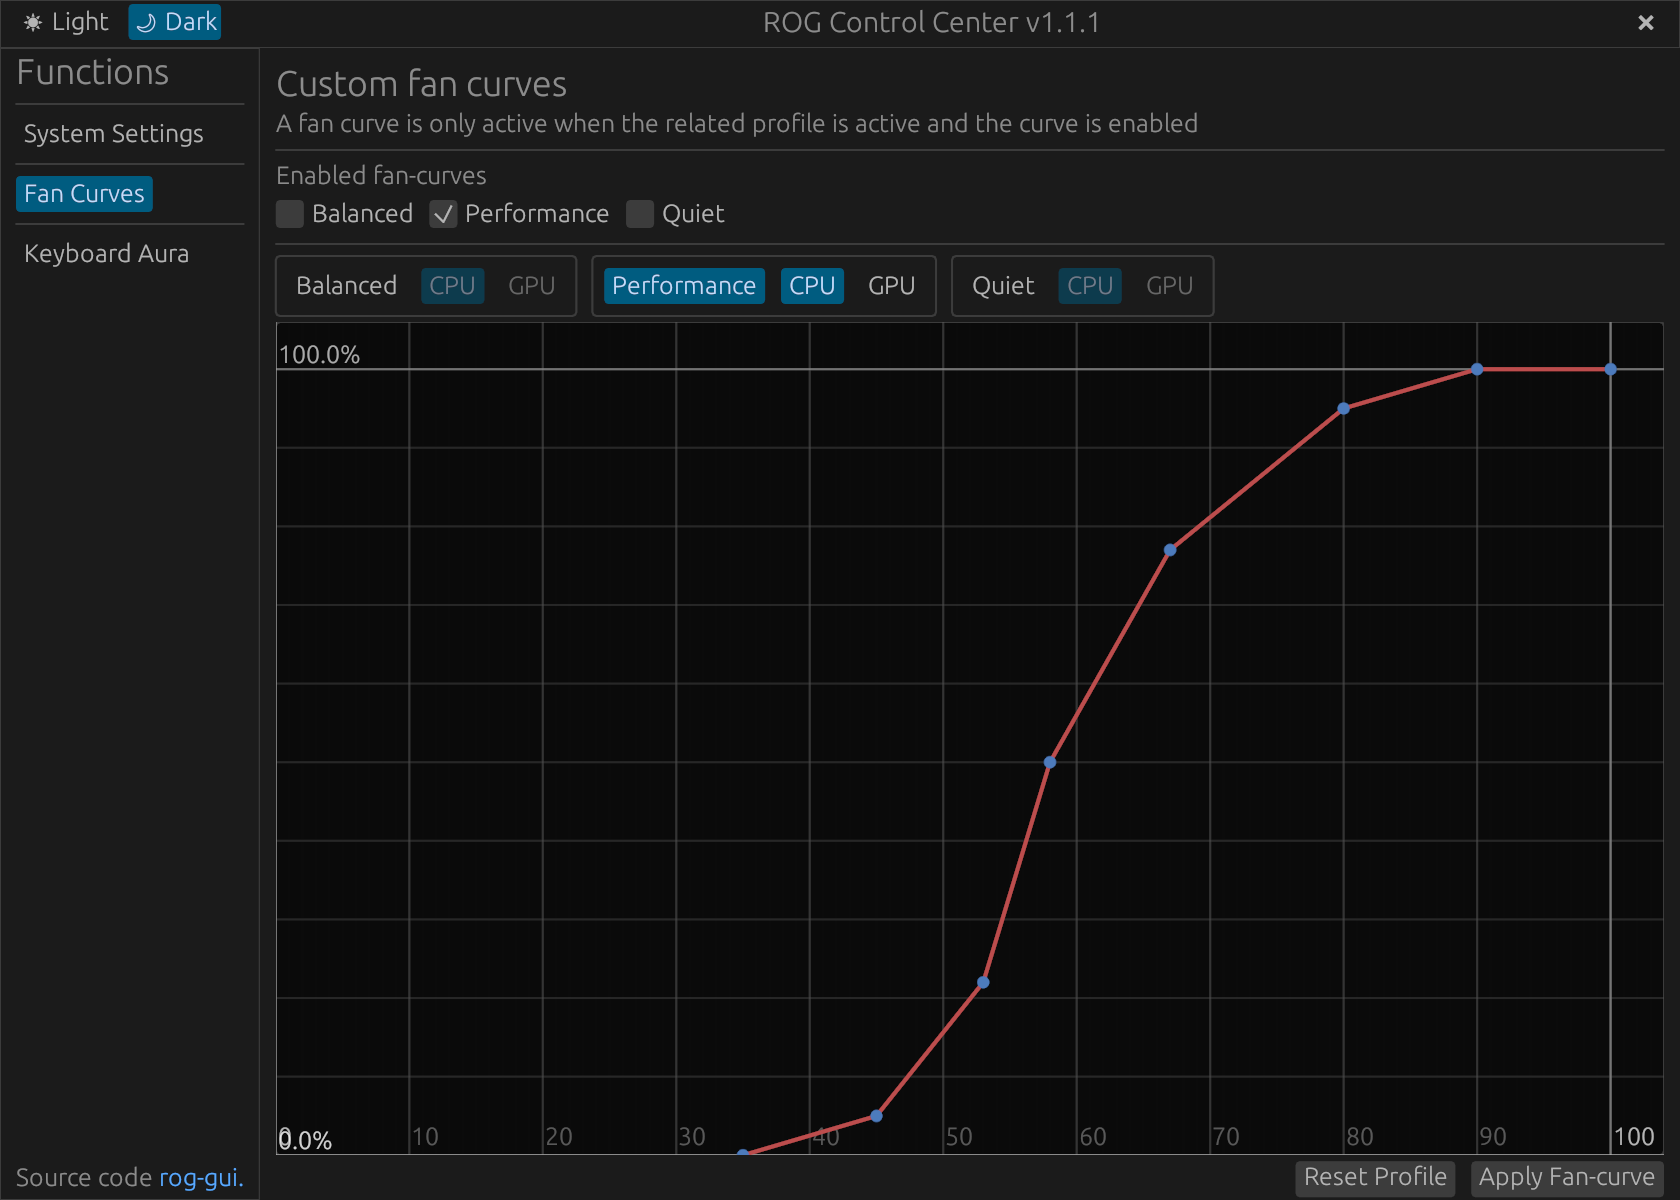 Light Dark ROG Control Center v1.1.1
Functions
System Settings
Fan Curves
Keyboard Aura
Custom fan curves
A fan curve is only active when the related profile is active and the curve is enabled
Enabled fan-curves
Balanced Performance Quiet
Balanced CPU GPU Performance CPU GPU Quiet CPU GPU
100.0%
0 10 20 30 40 50 60 70 80 90 100
0.0%
Source code rog-gui.
Reset Profile Apply Fan-curve